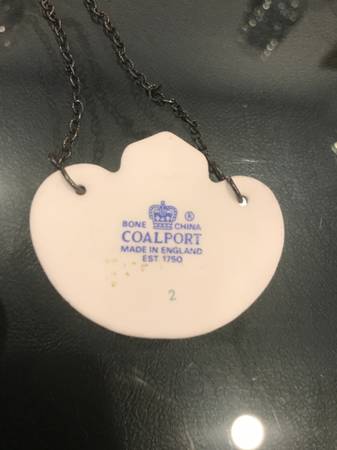 BONE CHINA ®
COALPORT
MADE IN ENGLAND
EST 1750
2